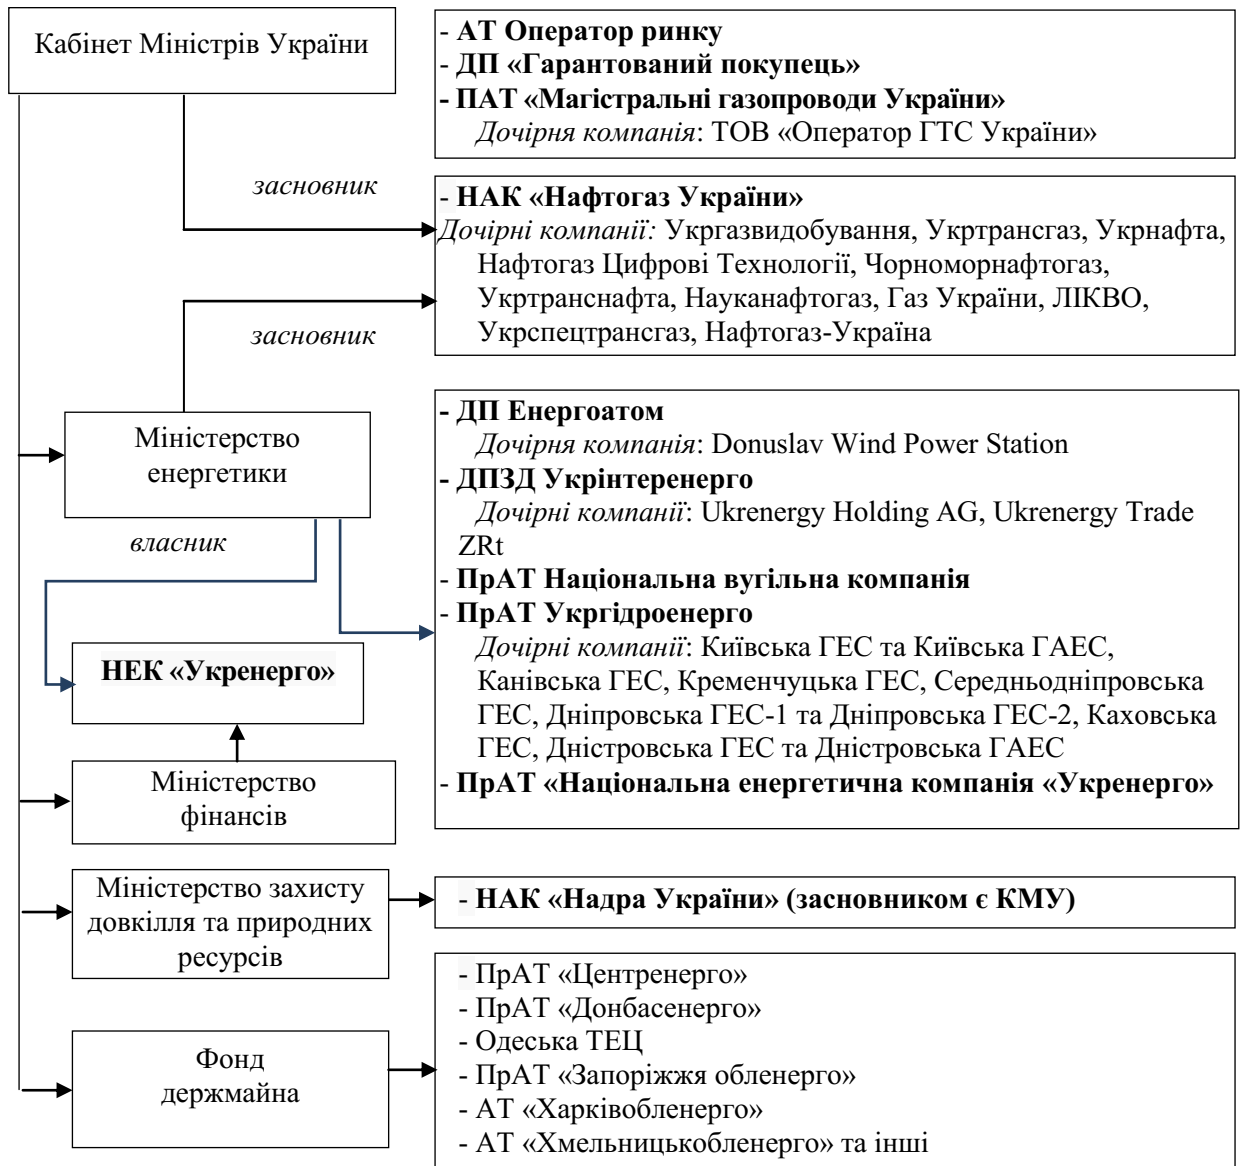 Кабінет Міністрів України
- АТ Оператор ринку
- ДП «Гарантований покупець»
- ПАТ «Магістральні газопроводи України»
Дочірня компанія: ТОВ «Оператор ГТС України»
засновник
- НАК «Нафтогаз України»
Дочірні компанії: Укргазвидобування, Укртрансгаз, Укрнафта,
Нафтогаз Цифрові Технології, Чорноморнафтогаз,
Укртранснафта, Науканафтогаз, Газ України, ЛІКВО,
Укрспецтрансгаз, Нафтогаз-Україна
засновник
Міністерство
енергетики
власник
- ДП Енергоатом
Дочірня компанія: Donuslav Wind Power Station
- ДПЗД Укрінтеренерго
Дочірні компанії: Ukrenergy Holding AG, Ukrenergy Trade
ZRt
- ПрАТ Національна вугільна компанія
- ПрАТ Укргідроенерго
Дочірні компанії: Київська ГЕС та Київська ГАЕС,
Канівська ГЕС, Кременчуцька ГЕС, Середньодніпровська
ГЕС, Дніпровська ГЕС-1 та Дніпровська ГЕС-2, Каховська
ГЕС, Дністровська ГЕС та Дністровська ГАЕС
- ПрАТ «Національна енергетична компанія «Укренерго»
НЕК «Укренерго»
Міністерство
фінансів
Міністерство захисту
довкілля та природних
ресурсів
- НАК «Надра України» (засновником є КМУ)
Фонд
держмайна
- ПрАТ «Центренерго»
- ПрАТ «Донбасенерго»
- Одеська ТЕЦ
- ПрАТ «Запоріжжя обленерго»
- АТ «Харківобленерго»
- АТ «Хмельницькобленерго» та інші